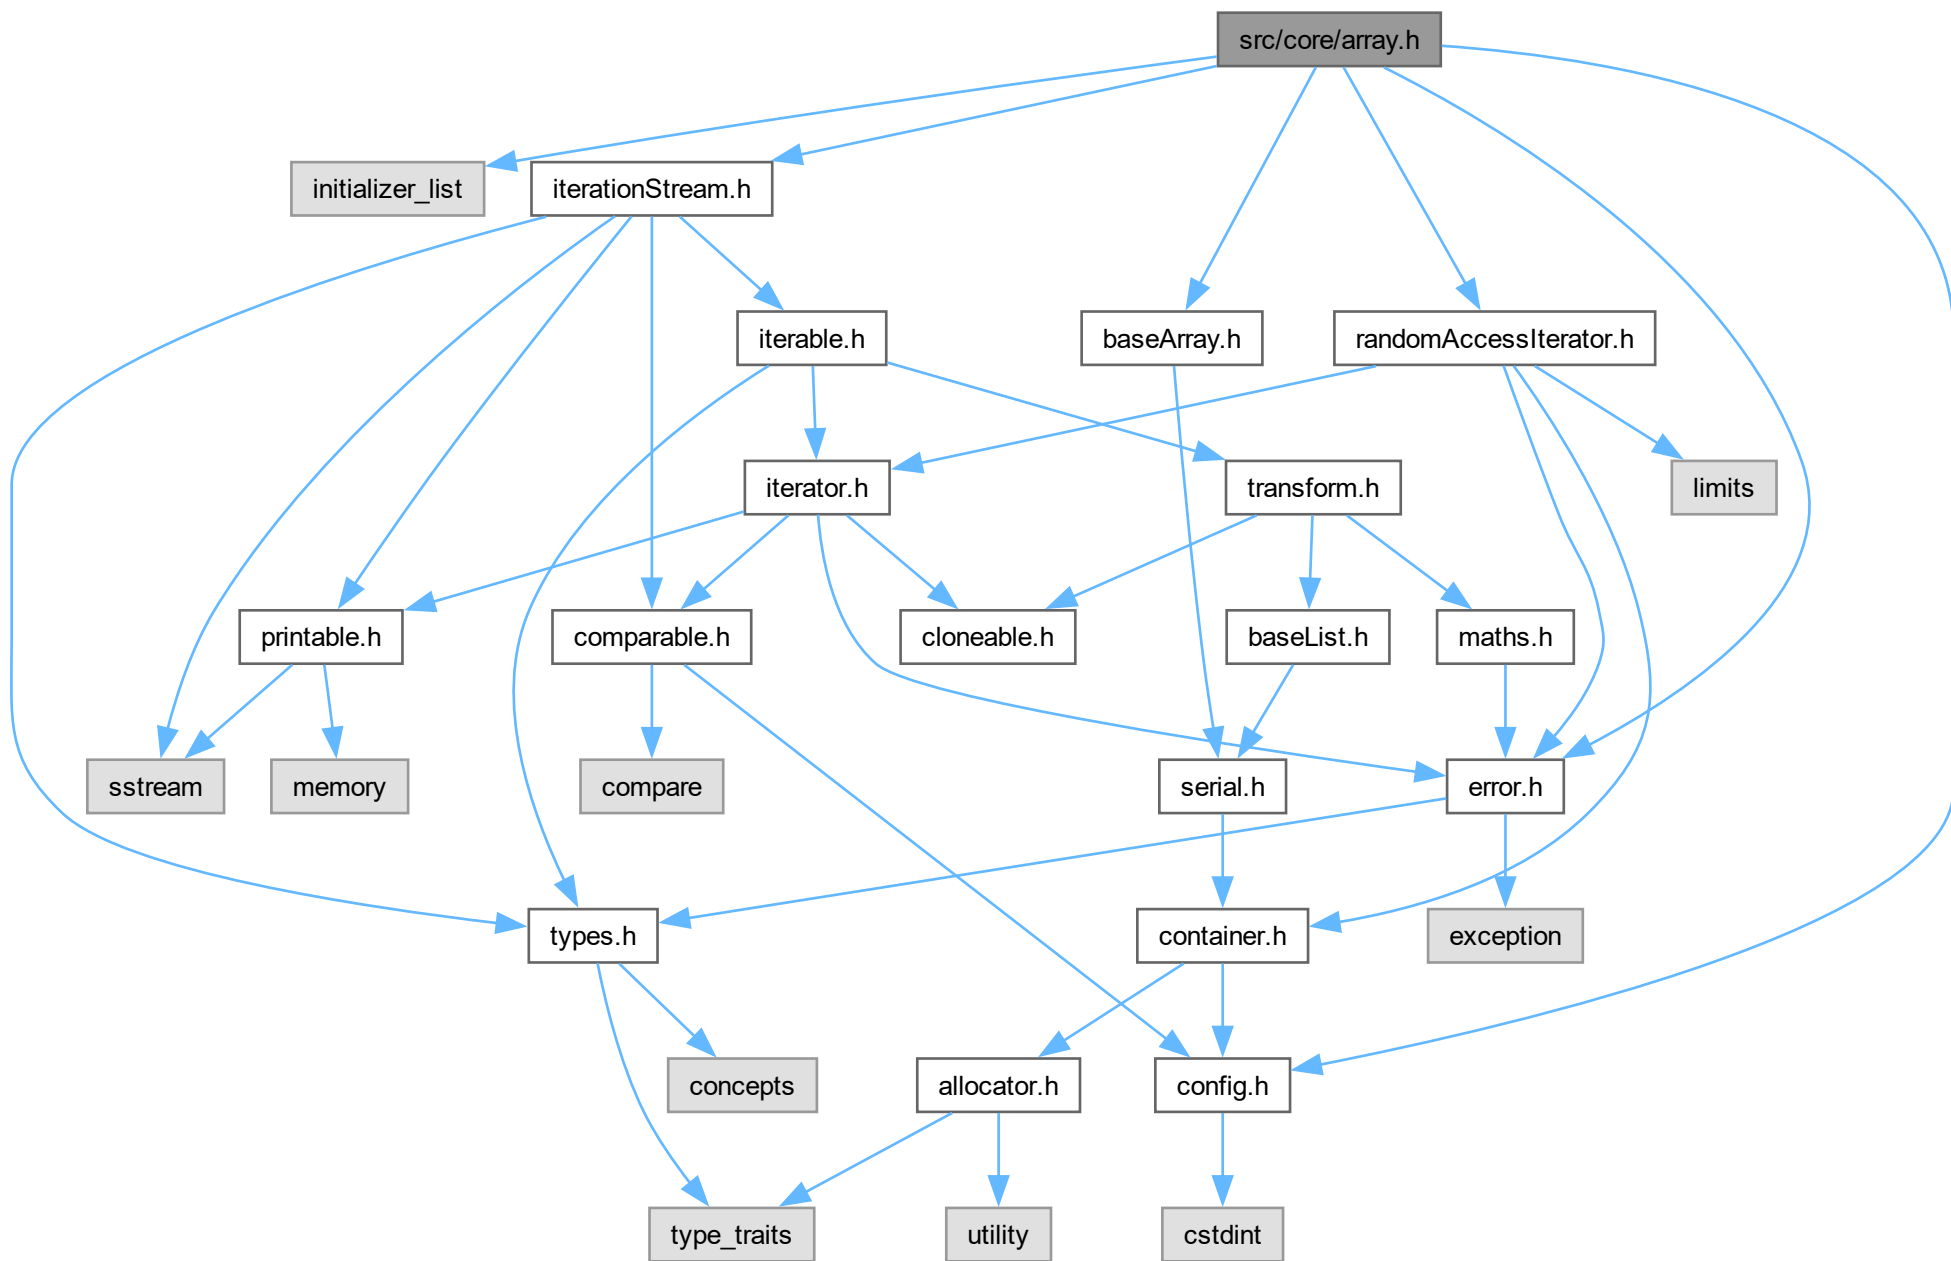 src/core/array.h
initializer_list
iterationStream.h
iterable.h
baseArray.h
randomAccessIterator.h
iterator.h
transform.h
limits
printable.h
comparable.h
cloneable.h
baseList.h
maths.h
sstream
memory
compare
serial.h
error.h
types.h
container.h
exception
concepts
allocator.h
config.h
type_traits
utility
cstdint